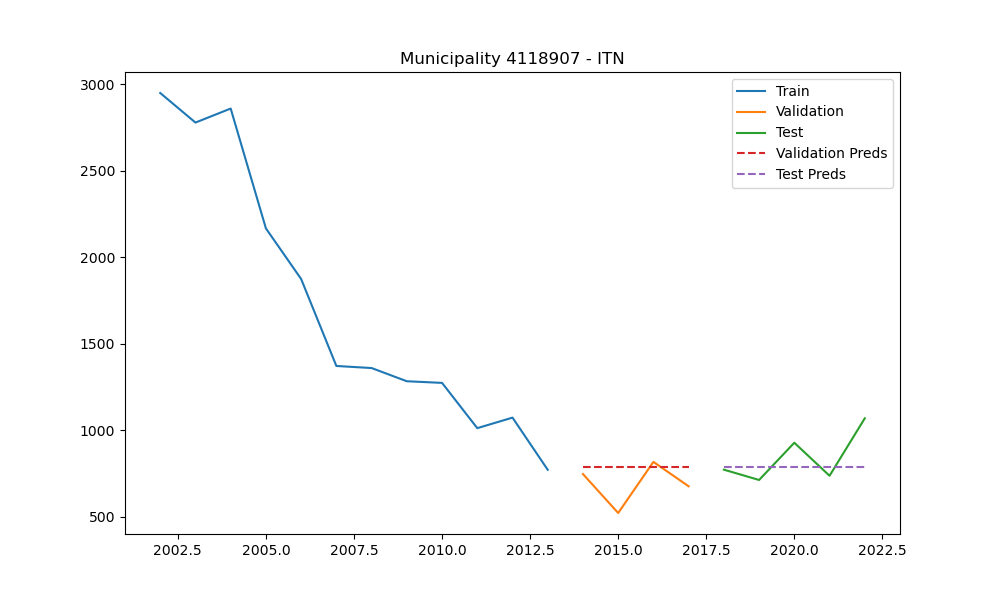 Municipality 4118907 - ITN
3000
2500
2000
1500
1000
500
2002.5 2005.0 2007.5 2010.0 2012.5 2015.0 2017.5 2020.0 2022.5
Train
Validation
Test
Validation Preds
Test Preds